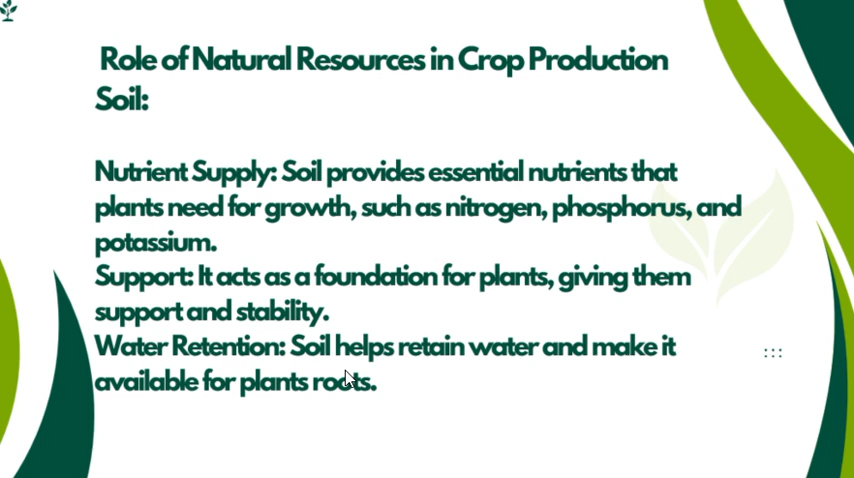 Role of Natural Resources in Crop Production
Soil:
Nutrient Supply: Soil provides essential nutrients that
plants need for growth, such as nitrogen, phosphorus, and
potassium.
Support: It acts as a foundation for plants, giving them
support and stability.
Water Retention: Soil helps retain water and make it
available for plants roots.